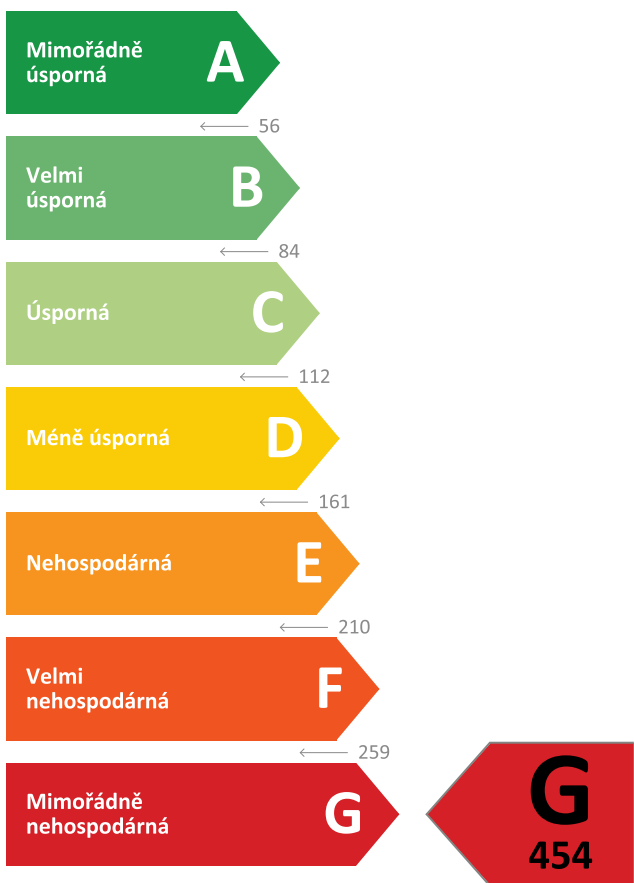 Mimořádně
úsporná
A
56
Velmi
úsporná
B
84
Úsporná
C
112
Méně úsporná
D
161
Nehospodárná
E
210
Velmi
nehospodárná
F
259
Mimořádně
nehospodárná
G
G
454